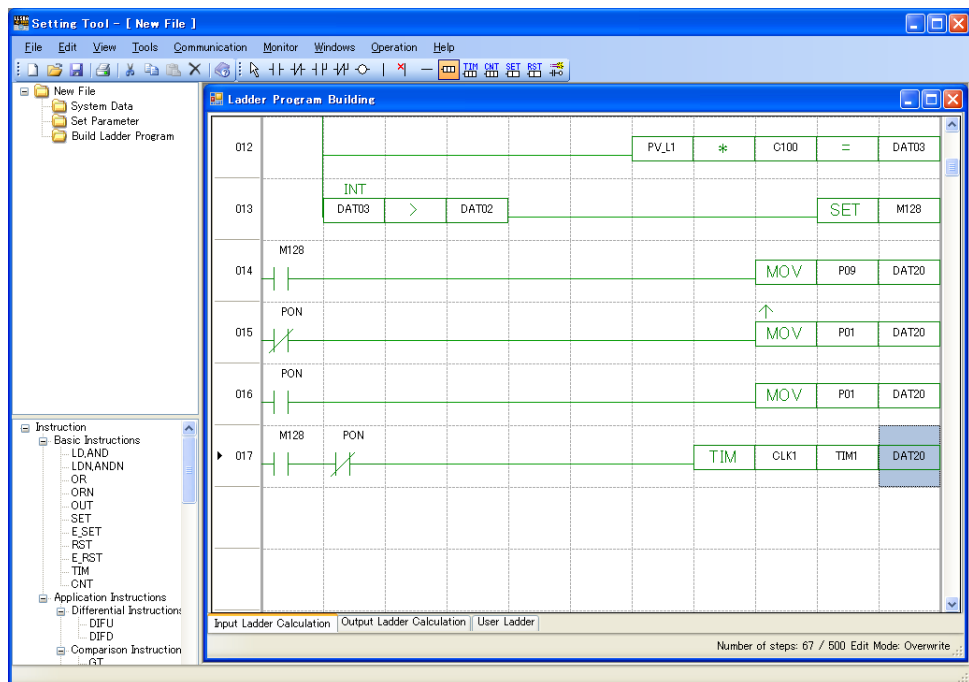 Setting Tool - [ New File ]
File Edit View Tools Communication Monitor Windows Operation Help
TIM CNT SET RST
New File
System Data
Set Parameter
Build Ladder Program
Ladder Program Building
012 PV_L1 * C100 = DAT03
INT
013 DAT03 > DAT02 SET M128
M128
014 MOV P09 DAT20
PON
015 MOV P01 DAT20
PON
016 MOV P01 DAT20
M128 PON
017 TIM CLK1 TIM1 DAT20
Instruction
Basic Instructions
LD,AND
LDN,ANDN
OR
ORN
OUT
SET
E_SET
RST
E_RST
TIM
CNT
Application Instructions
Differential Instructions
DIFU
DIFD
Comparison Instruction
GT
Input Ladder Calculation Output Ladder Calculation User Ladder
Number of steps: 67 / 500 Edit Mode: Overwrite